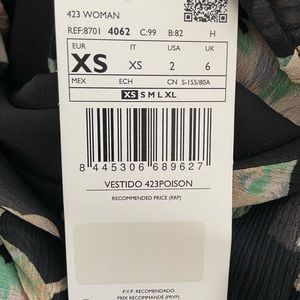 423 WOMAN
REF:8701 4062 C:99 B:82 H
EUR IT USA UK
XS XS 2 6
MEX ECH CN S-155/80A
XS S M L XL
8 445306 689627
VESTIDO 423POISON
RECOMMENDED PRICE (RRP)
P.V.P. RECOMENDADO
PRIX RECOMMANDÉ (PRVP)